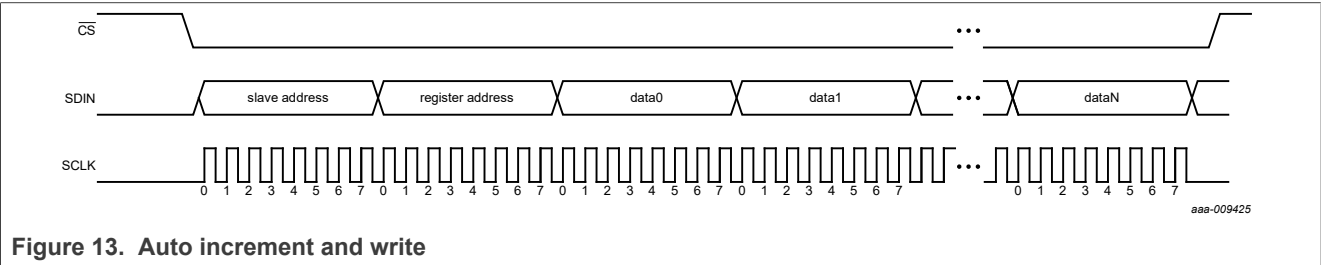 CS
...
SDIN slave address register address data0 data1 ... dataN
SCLK
...
0 1 2 3 4 5 6 7 0 1 2 3 4 5 6 7 0 1 2 3 4 5 6 7 0 1 2 3 4 5 6 7 0 1 2 3 4 5 6 7
aaa-009425
Figure 13. Auto increment and write